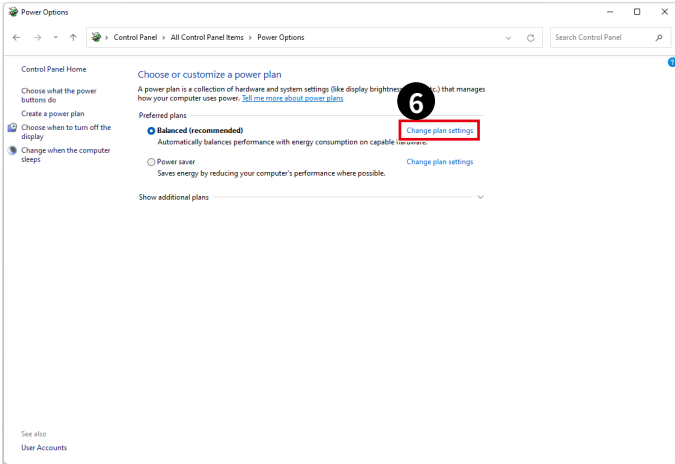 Power Options
Control Panel > All Control Panel Items > Power Options
Search Control Panel
Control Panel Home
Choose what the power
buttons do
Create a power plan
Choose when to turn off the
display
Change when the computer
sleeps
Choose or customize a power plan
A power plan is a collection of hardware and system settings (like display brightness, etc.) that manages
how your computer uses power. Tell me more about power plans
6
Preferred plans
Balanced (recommended)
Change plan settings
Automatically balances performance with energy consumption on capable hardware.
Power saver
Change plan settings
Saves energy by reducing your computer's performance where possible.
Show additional plans
See also
User Accounts
?